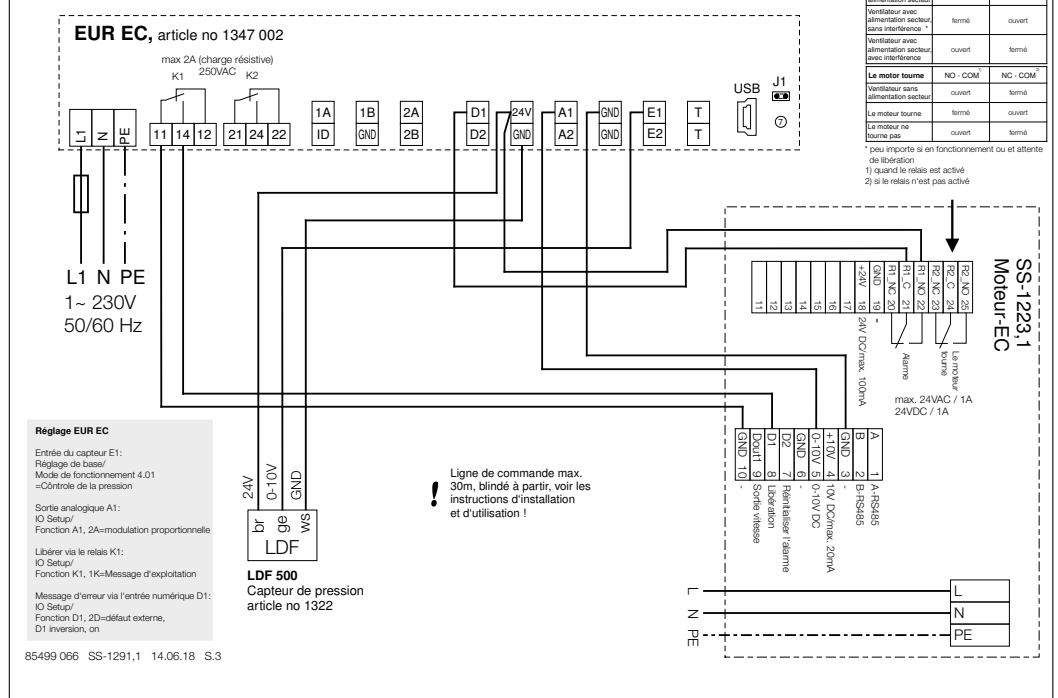 alimentation secteur
Ventilateur avec
alimentation secteur,
sans interférence *
fermé
ouvert
Ventilateur avec
alimentation secteur,
avec interférence
ouvert
fermé
Le motor tourne
NO - COM 1)
NC - COM 2)
Ventilateur sans
alimentation secteur
ouvert
fermé
Le moteur tourne
fermé
ouvert
Le moteur ne
tourne pas
ouvert
fermé
* peu importe si en fonctionnement ou et attente
de libération
1) quand le relais est activé
2) si le relais n'est pas activé
EUR EC, article no 1347 002
max 2A (charge résistive)
250VAC
K1
K2
USB
J1
7
L1
N
PE
11 14 12
21 24 22
1A
ID
1B
GND
2A
2B
D1
D2
24V
GND
A1
A2
GND
GND
E1
E2
T
T
L1 N PE
1~ 230V
50/60 Hz
SS-1223,1
Moteur-EC
11
12
13
14
15
16
17
+24V 18 24V DC/max. 100mA
GND 19 -
R1_NC 20
R1_C 21
R1_NO 22
R2_NC 23
R2_C 24
R2_NO 25
Alarme
Le moteur
tourne
max. 24VAC / 1A
24VDC / 1A
GND 10 -
Dout1 9 Sortie vitesse
D1 8 Libération
D2 7 Réinitialiser l'alarme
GND 6 -
0-10V 5 0-10V DC
+10V 4 10V DC/max. 20mA
GND 3 -
B 2 B-RS485
A 1 A-RS485
Réglage EUR EC
Entrée du capteur E1:
Réglage de base/
Mode de fonctionnement 4.01
=Côntrole de la pression
Sortie analogique A1:
IO Setup/
Fonction A1, 2A=modulation proportionnelle
Libérer via le relais K1:
IO Setup/
Fonction K1, 1K=Message d'exploitation
Message d'erreur via l'entrée numérique D1:
IO Setup/
Fonction D1, 2D=défaut externe,
D1 inversion, on
24V
0-10V
GND
br
ge
ws
LDF
LDF 500
Capteur de pression
article no 1322
!
Ligne de commande max.
30m, blindé à partir, voir les
instructions d'installation
et d'utilisation !
L
L
N
N
PE
PE
85499 066 SS-1291,1 14.06.18 S.3